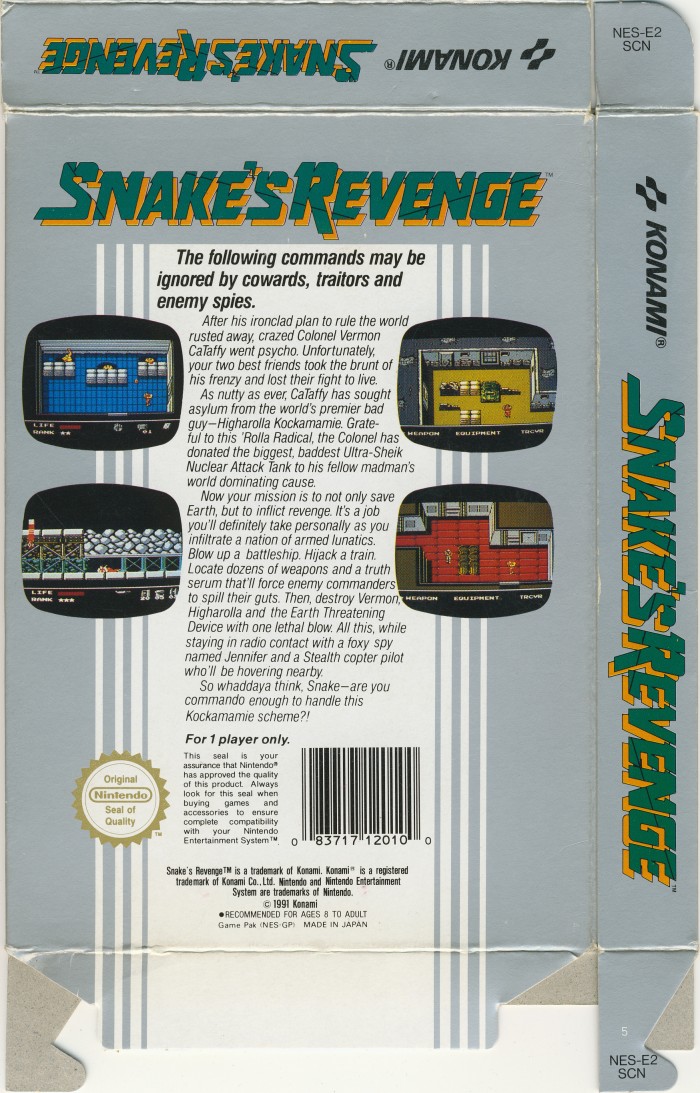 SNAKE'S REVENGE™ KONAMI®
NES-E2
SCN
SNAKE'S REVENGE™
The following commands may be
ignored by cowards, traitors and
enemy spies.
After his ironclad plan to rule the world
rusted away, crazed Colonel Vermon
CaTaffy went psycho. Unfortunately,
your two best friends took the brunt of
his frenzy and lost their fight to live.
As nutty as ever, CaTaffy has sought
asylum from the world's premier bad
guy—Higharolla Kockamamie. Grate-
ful to this 'Rolla Radical, the Colonel has
donated the biggest, baddest Ultra-Sheik
Nuclear Attack Tank to his fellow madman's
world dominating cause.
Now your mission is to not only save
Earth, but to inflict revenge. It's a job
you'll definitely take personally as you
infiltrate a nation of armed lunatics.
Blow up a battleship. Hijack a train.
Locate dozens of weapons and a truth
serum that'll force enemy commanders
to spill their guts. Then, destroy Vermon,
Higharolla and the Earth Threatening
Device with one lethal blow. All this, while
staying in radio contact with a foxy spy
named Jennifer and a Stealth copter pilot
who'll be hovering nearby.
So whaddaya think, Snake—are you
commando enough to handle this
Kockamamie scheme?!
LIFE
RANK ★★
WEAPON EQUIPMENT TRCVR
LIFE
RANK ★★★
WEAPON EQUIPMENT. TRCVR
For 1 player only.
This seal is your
assurance that Nintendo®
has approved the quality
of this product. Always
look for this seal when
buying games and
accessories to ensure
complete compatibility
with your Nintendo
Entertainment System™.
Original
Nintendo
Seal of
Quality
™
0 83717 12010 0
Snake's Revenge™ is a trademark of Konami. Konami® is a registered
trademark of Konami Co., Ltd. Nintendo and Nintendo Entertainment
System are trademarks of Nintendo.
© 1991 Konami
●RECOMMENDED FOR AGES 8 TO ADULT
Game Pak (NES-GP) MADE IN JAPAN
KONAMI®
SNAKE'S REVENGE™
5
NES-E2
SCN